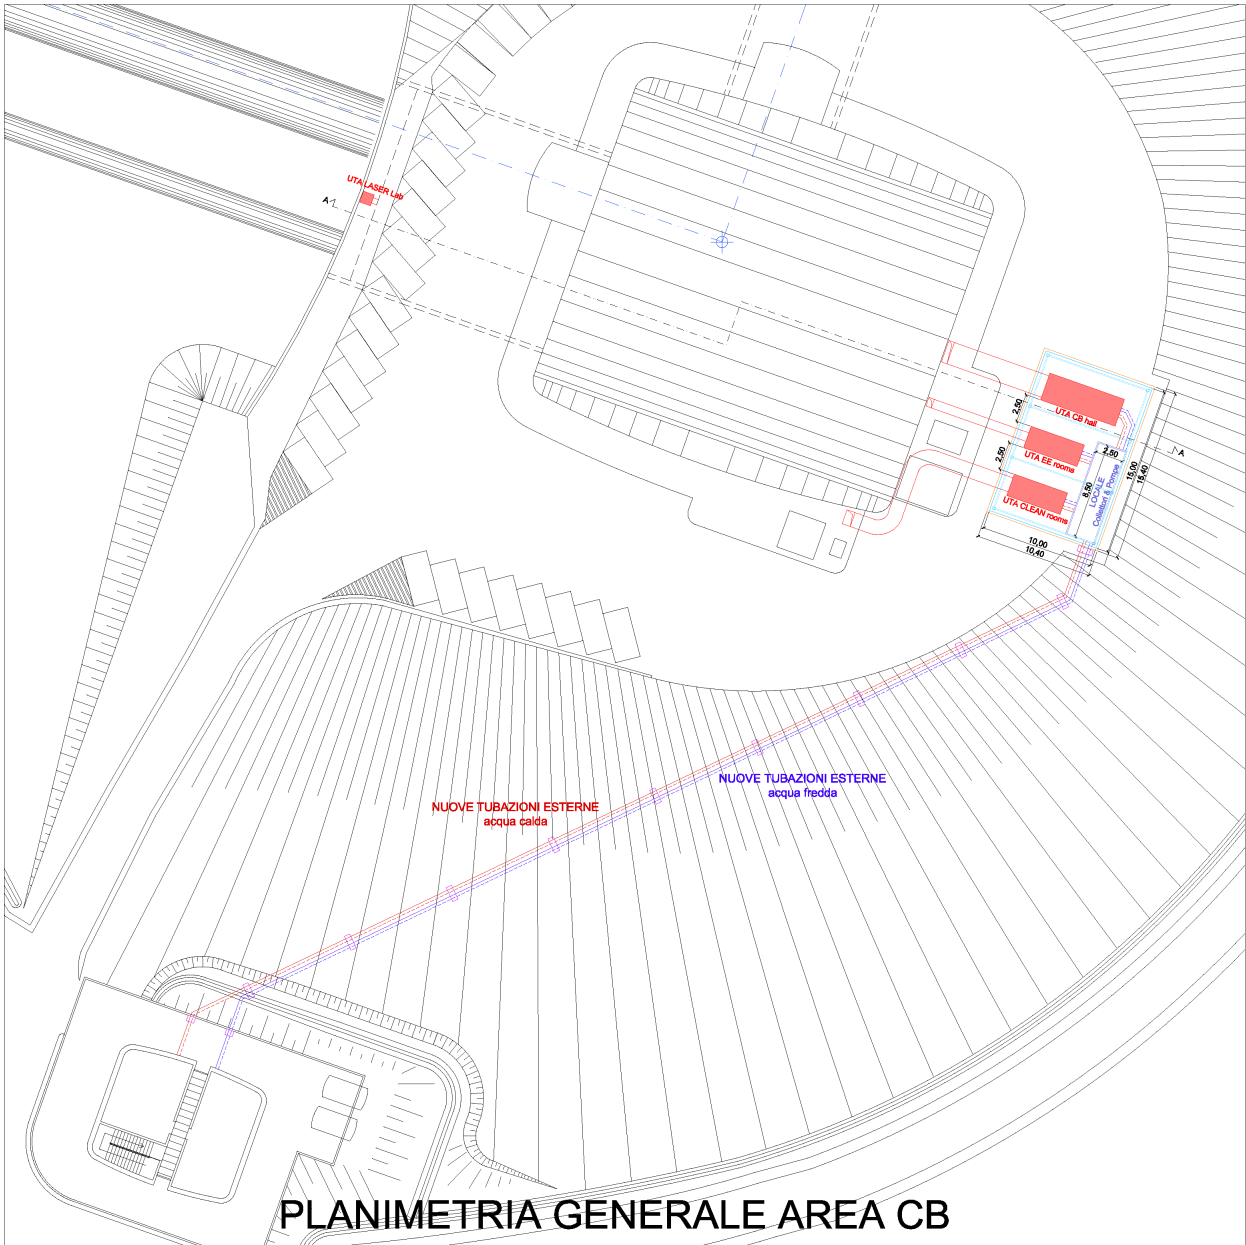 UTA LASER Lab
A
UTA CB hall
2,50
UTA EE rooms
2,50
2,50
A
15,00
15,40
8,50
LOCALE
Collettori & Pompe
UTA CLEAN rooms
10,00
10,40
NUOVE TUBAZIONI ESTERNE
acqua fredda
NUOVE TUBAZIONI ESTERNE
acqua calda
PLANIMETRIA GENERALE AREA CB